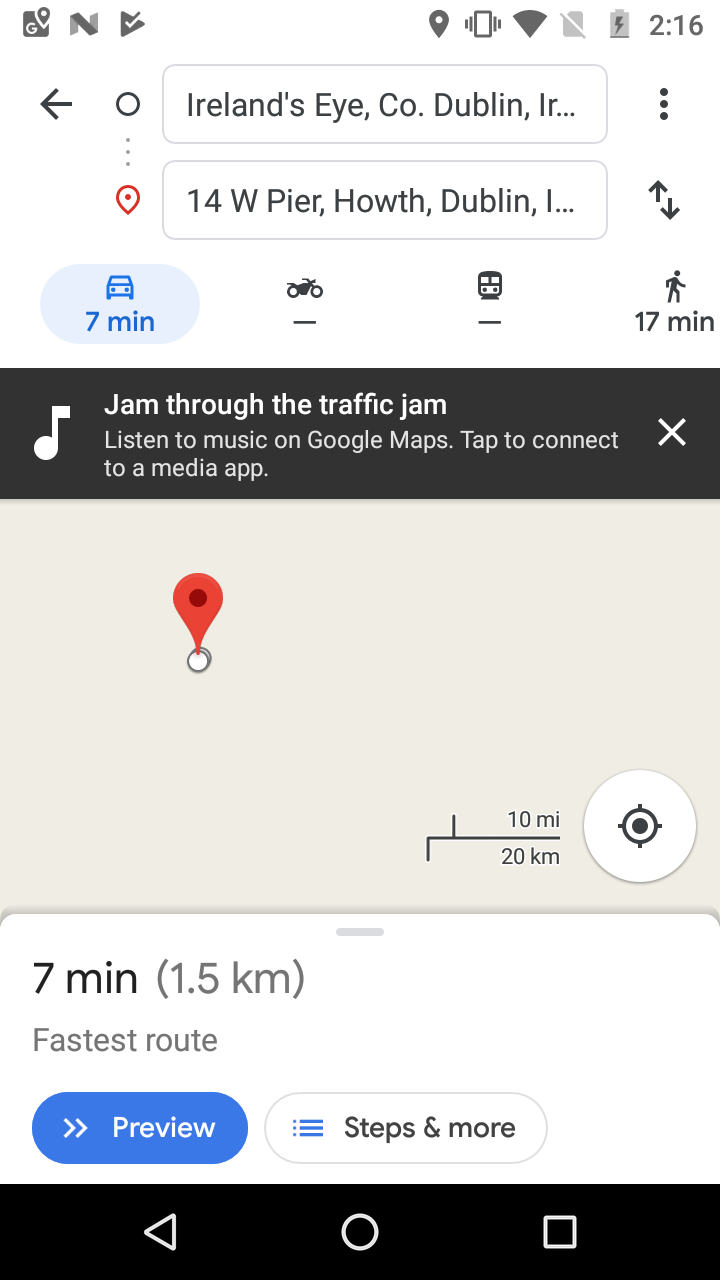 2:16
Ireland's Eye, Co. Dublin, Ir...
14 W Pier, Howth, Dublin, I...
7 min
—
—
17 min
Jam through the traffic jam
Listen to music on Google Maps. Tap to connect
to a media app.
10 mi
20 km
7 min (1.5 km)
Fastest route
Preview
Steps & more